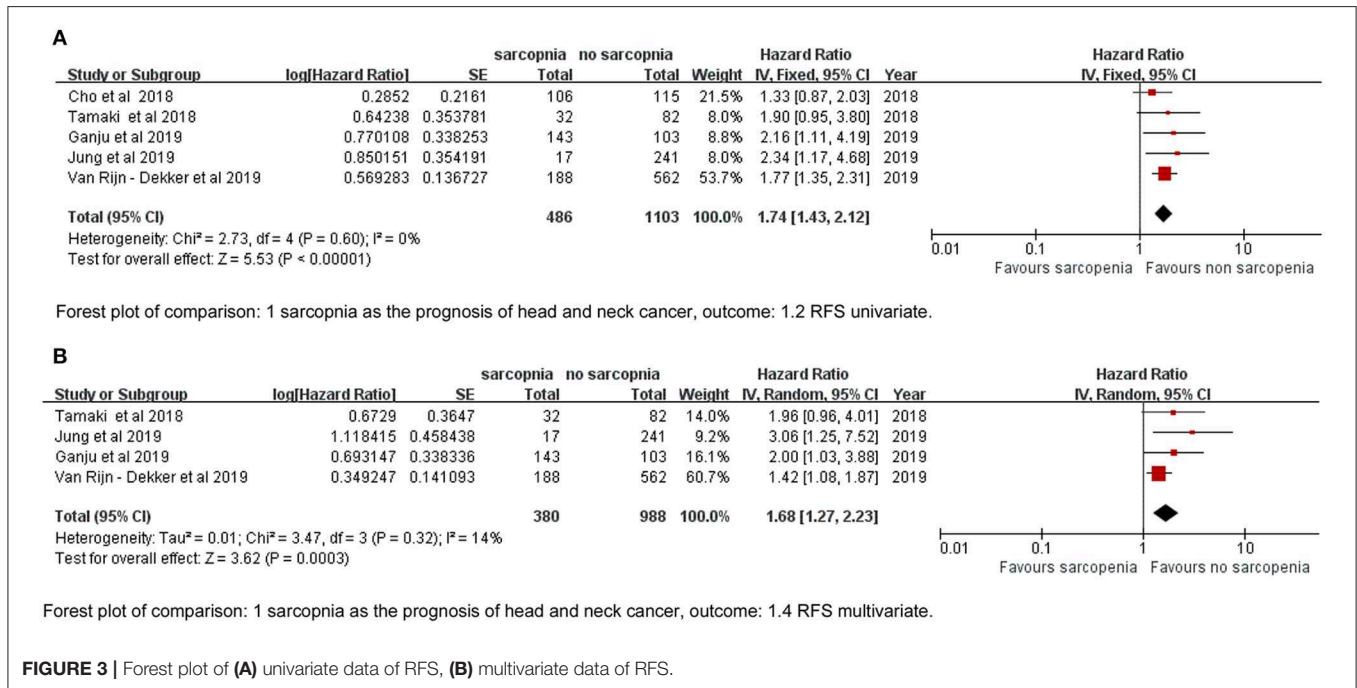 A
sarcopnia no sarcopnia Hazard Ratio Hazard Ratio
Study or Subgroup log[Hazard Ratio] SE Total Total Weight IV, Fixed, 95% CI Year IV, Fixed, 95% CI
Cho et al 2018 0.2852 0.2161 106 115 21.5% 1.33 [0.87, 2.03] 2018
Tamaki et al 2018 0.64238 0.353781 32 82 8.0% 1.90 [0.95, 3.80] 2018
Ganju et al 2019 0.770108 0.338253 143 103 8.8% 2.16 [1.11, 4.19] 2019
Jung et al 2019 0.850151 0.354191 17 241 8.0% 2.34 [1.17, 4.68] 2019
Van Rijn - Dekker et al 2019 0.569283 0.136727 188 562 53.7% 1.77 [1.35, 2.31] 2019
Total (95% CI) 486 1103 100.0% 1.74 [1.43, 2.12]
Heterogeneity: Chi² = 2.73, df = 4 (P = 0.60); I² = 0%
Test for overall effect: Z = 5.53 (P < 0.00001)
0.01 0.1 1 10
Favours sarcopenia Favours non sarcopenia
Forest plot of comparison: 1 sarcopnia as the prognosis of head and neck cancer, outcome: 1.2 RFS univariate.
B
sarcopnia no sarcopnia Hazard Ratio Hazard Ratio
Study or Subgroup log[Hazard Ratio] SE Total Total Weight IV, Random, 95% CI Year IV, Random, 95% CI
Tamaki et al 2018 0.6729 0.3647 32 82 14.0% 1.96 [0.96, 4.01] 2018
Jung et al 2019 1.118415 0.458438 17 241 9.2% 3.06 [1.25, 7.52] 2019
Ganju et al 2019 0.693147 0.338336 143 103 16.1% 2.00 [1.03, 3.88] 2019
Van Rijn - Dekker et al 2019 0.349247 0.141093 188 562 60.7% 1.42 [1.08, 1.87] 2019
Total (95% CI) 380 988 100.0% 1.68 [1.27, 2.23]
Heterogeneity: Tau² = 0.01; Chi² = 3.47, df = 3 (P = 0.32); I² = 14%
Test for overall effect: Z = 3.62 (P = 0.0003)
0.01 0.1 1 10
Favours sarcopenia Favours no sarcopenia
Forest plot of comparison: 1 sarcopnia as the prognosis of head and neck cancer, outcome: 1.4 RFS multivariate.
FIGURE 3 | Forest plot of (A) univariate data of RFS, (B) multivariate data of RFS.